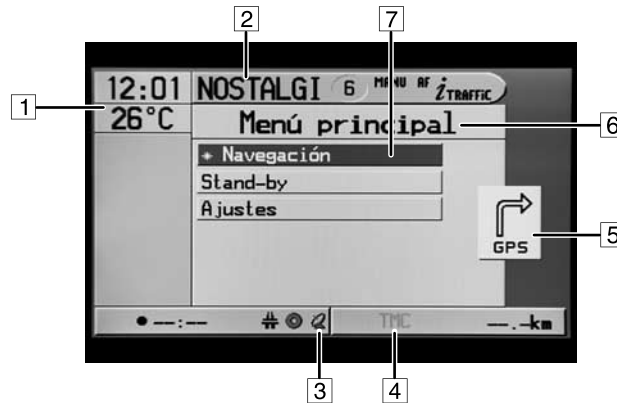 7
2
12:01 NOSTALGI 6 MANU AF iTRAFFiC
1
26°C Menú principal
6
+ Navegación
Stand-by
Ajustes
GPS
5
--:-- TMC --.-km
3
4